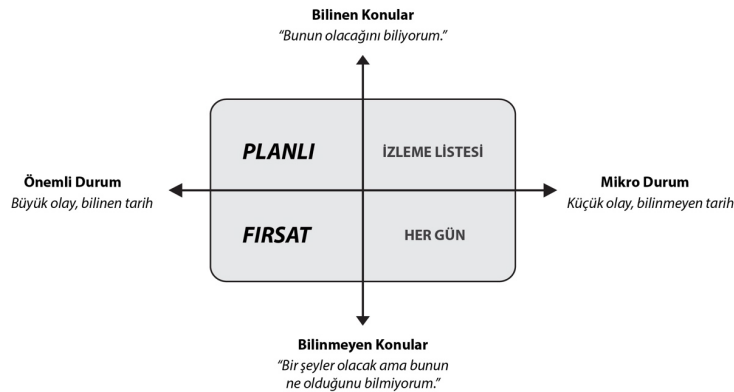 Bilinen Konular
“Bunun olacağını biliyorum.”
PLANLI
İZLEME LİSTESİ
Önemli Durum
Büyük olay, bilinen tarih
Mikro Durum
Küçük olay, bilinmeyen tarih
FIRSAT
HER GÜN
Bilinmeyen Konular
“Bir şeyler olacak ama bunun
ne olduğunu bilmiyorum.”